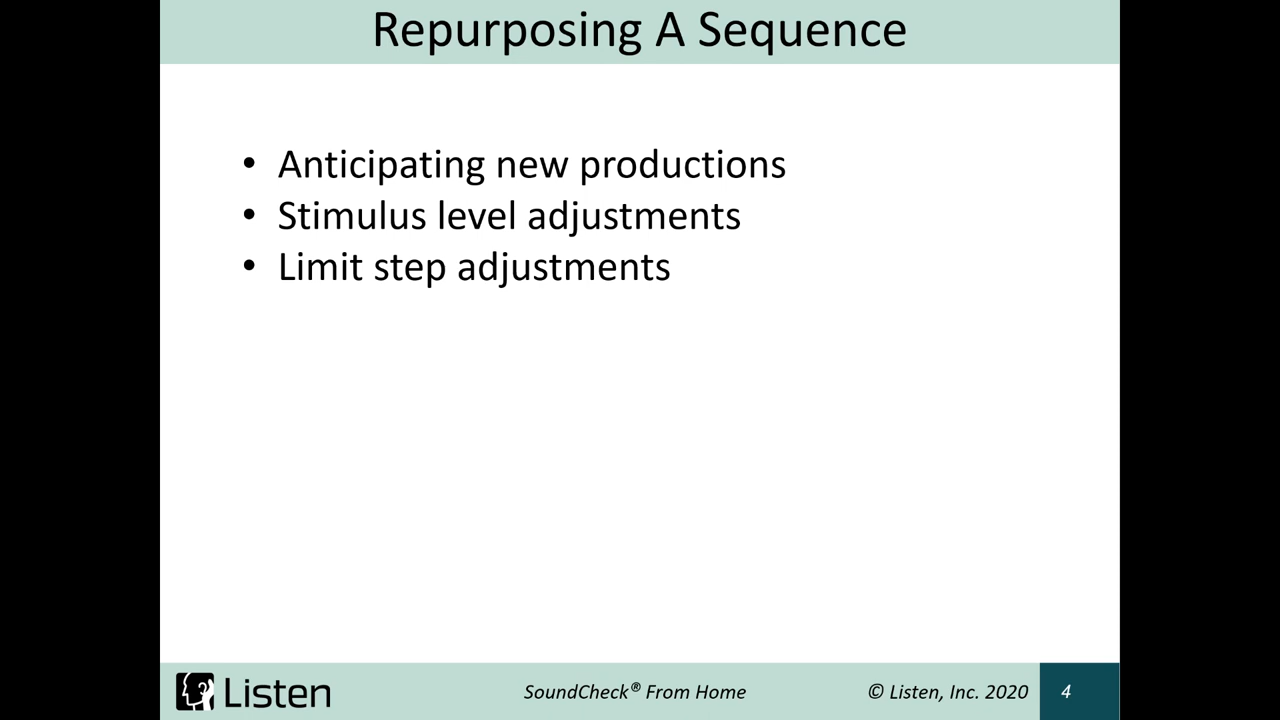 Repurposing A Sequence
• Anticipating new productions
• Stimulus level adjustments
• Limit step adjustments
Listen SoundCheck® From Home © Listen, Inc. 2020 4